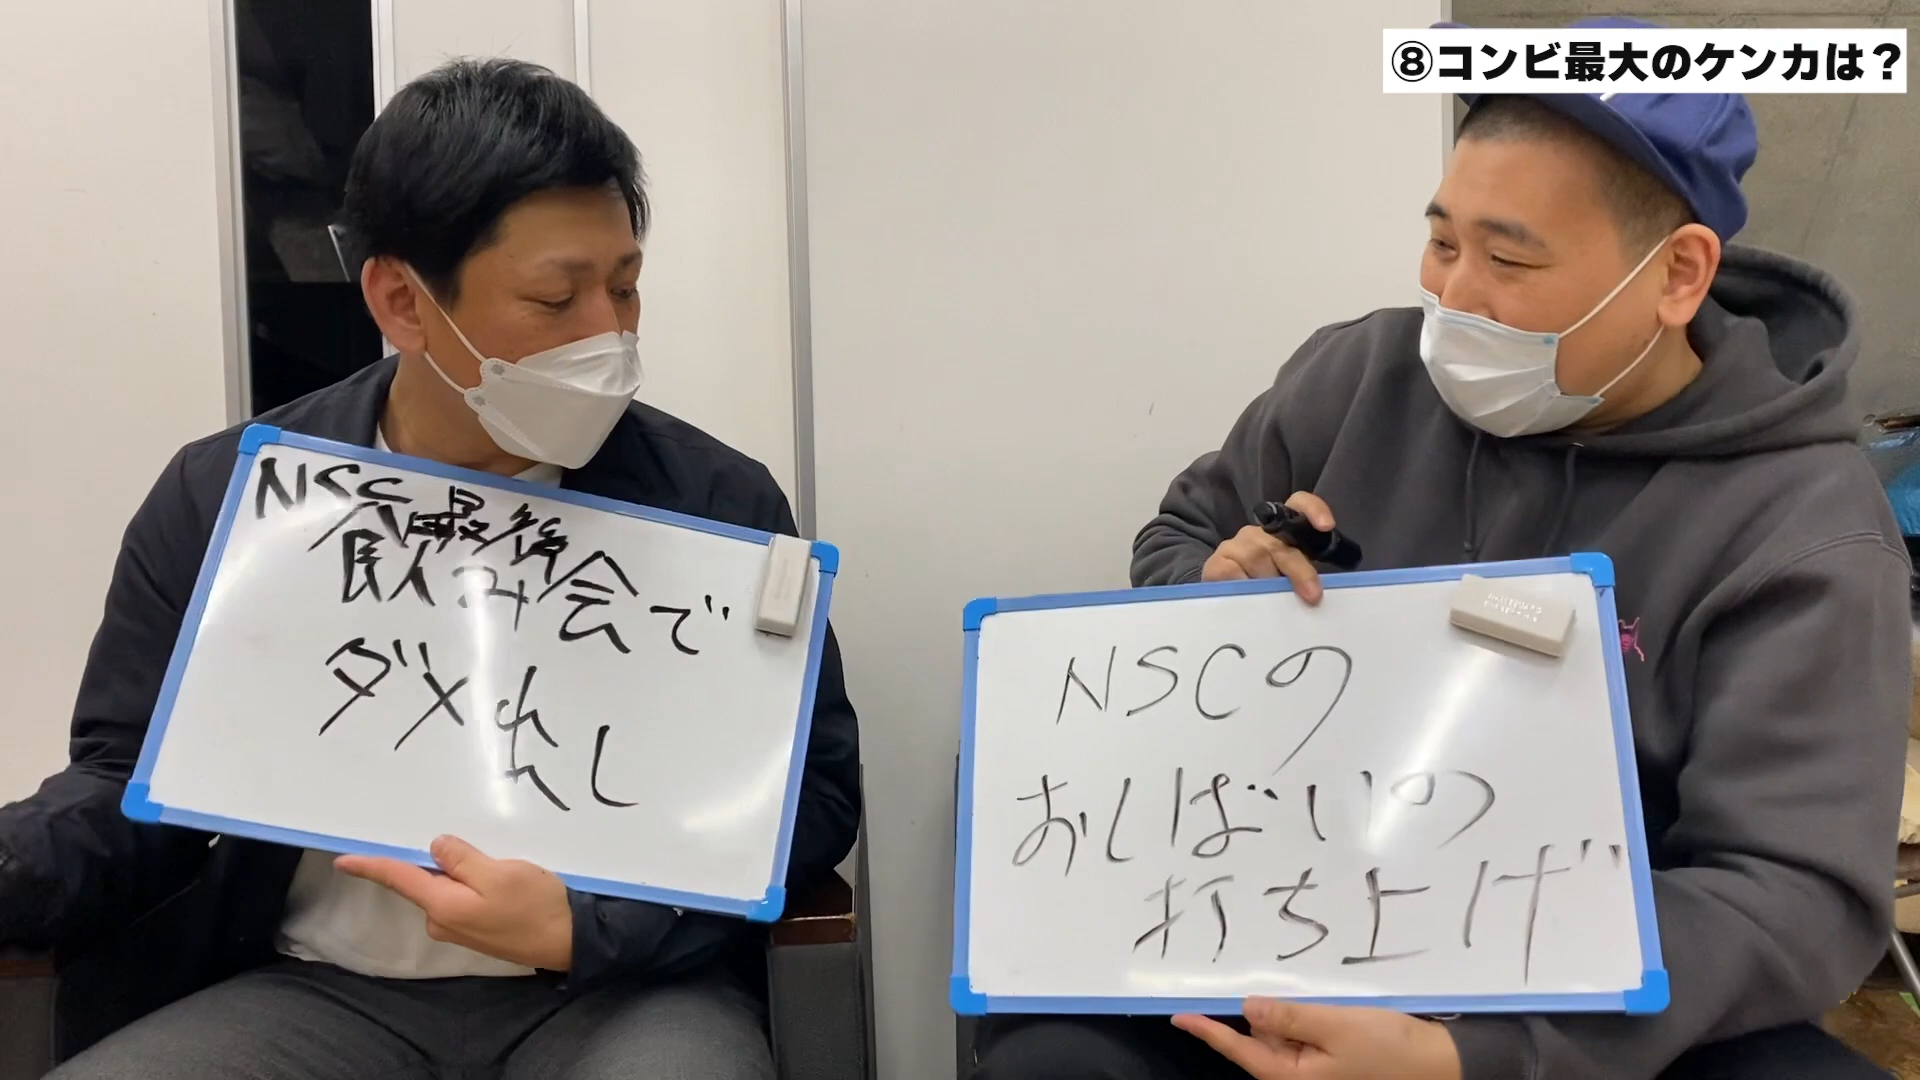 ⑧コンビ最大のケンカは？
NSC最後
飲み会で
ダメ出し
NSCの
おしばいの
打ち上げ